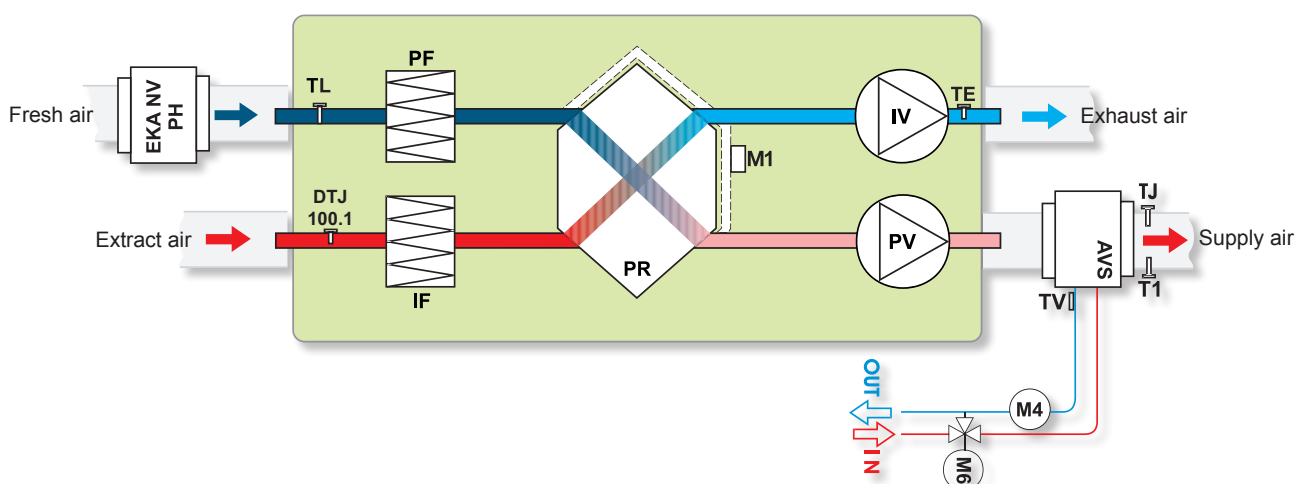 PF
TL
EKA NV
PH
Fresh air
IV
TE
Exhaust air
M1
DTJ
100.1
Extract air
IF
PR
PV
TJ
AVS
Supply air
T1
TV
OUT
M4
IN
M6